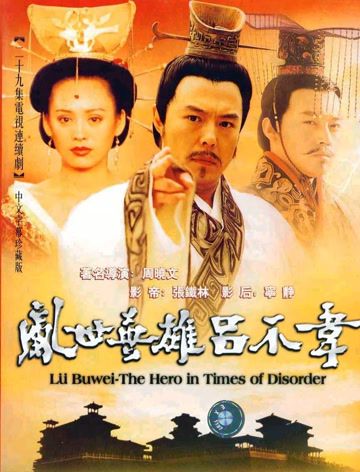 二十九集電視連續劇
中文字幕珍藏版
著名導演：周曉文
影帝：張鐵林 影后：寧靜
亂世英雄吕不韋
Lü Buwei-The Hero in Times of Disorder